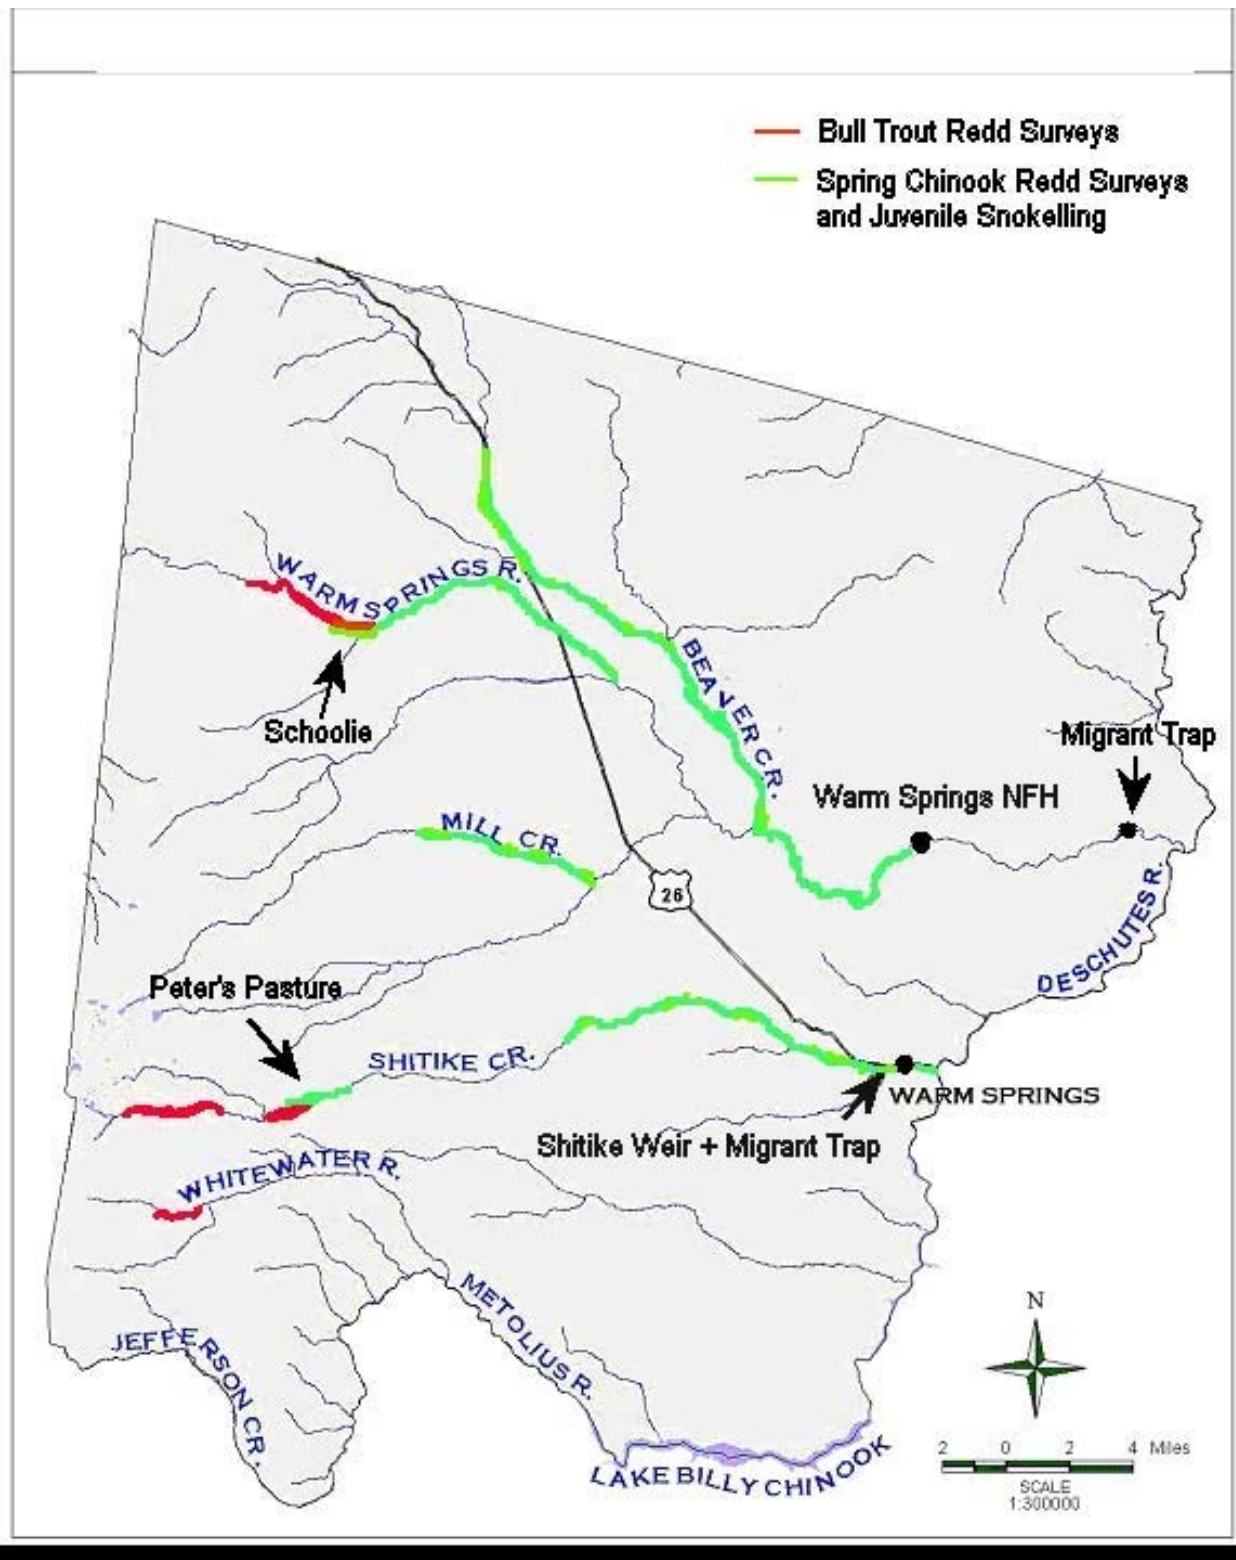 Bull Trout Redd Surveys
Spring Chinook Redd Surveys
and Juvenile Snokelling
WARM SPRINGS R.
Schoolie
BEAVER CR.
Migrant Trap
Warm Springs NFH
MILL CR.
26
DESCHUTES R.
Peter's Pasture
SHITIKE CR.
WARM SPRINGS
Shitike Weir + Migrant Trap
WHITEWATER R.
METOLIUS R.
JEFFERSON CR.
LAKE BILLY CHINOOK
N
2 0 2 4 Miles
SCALE
1:300000